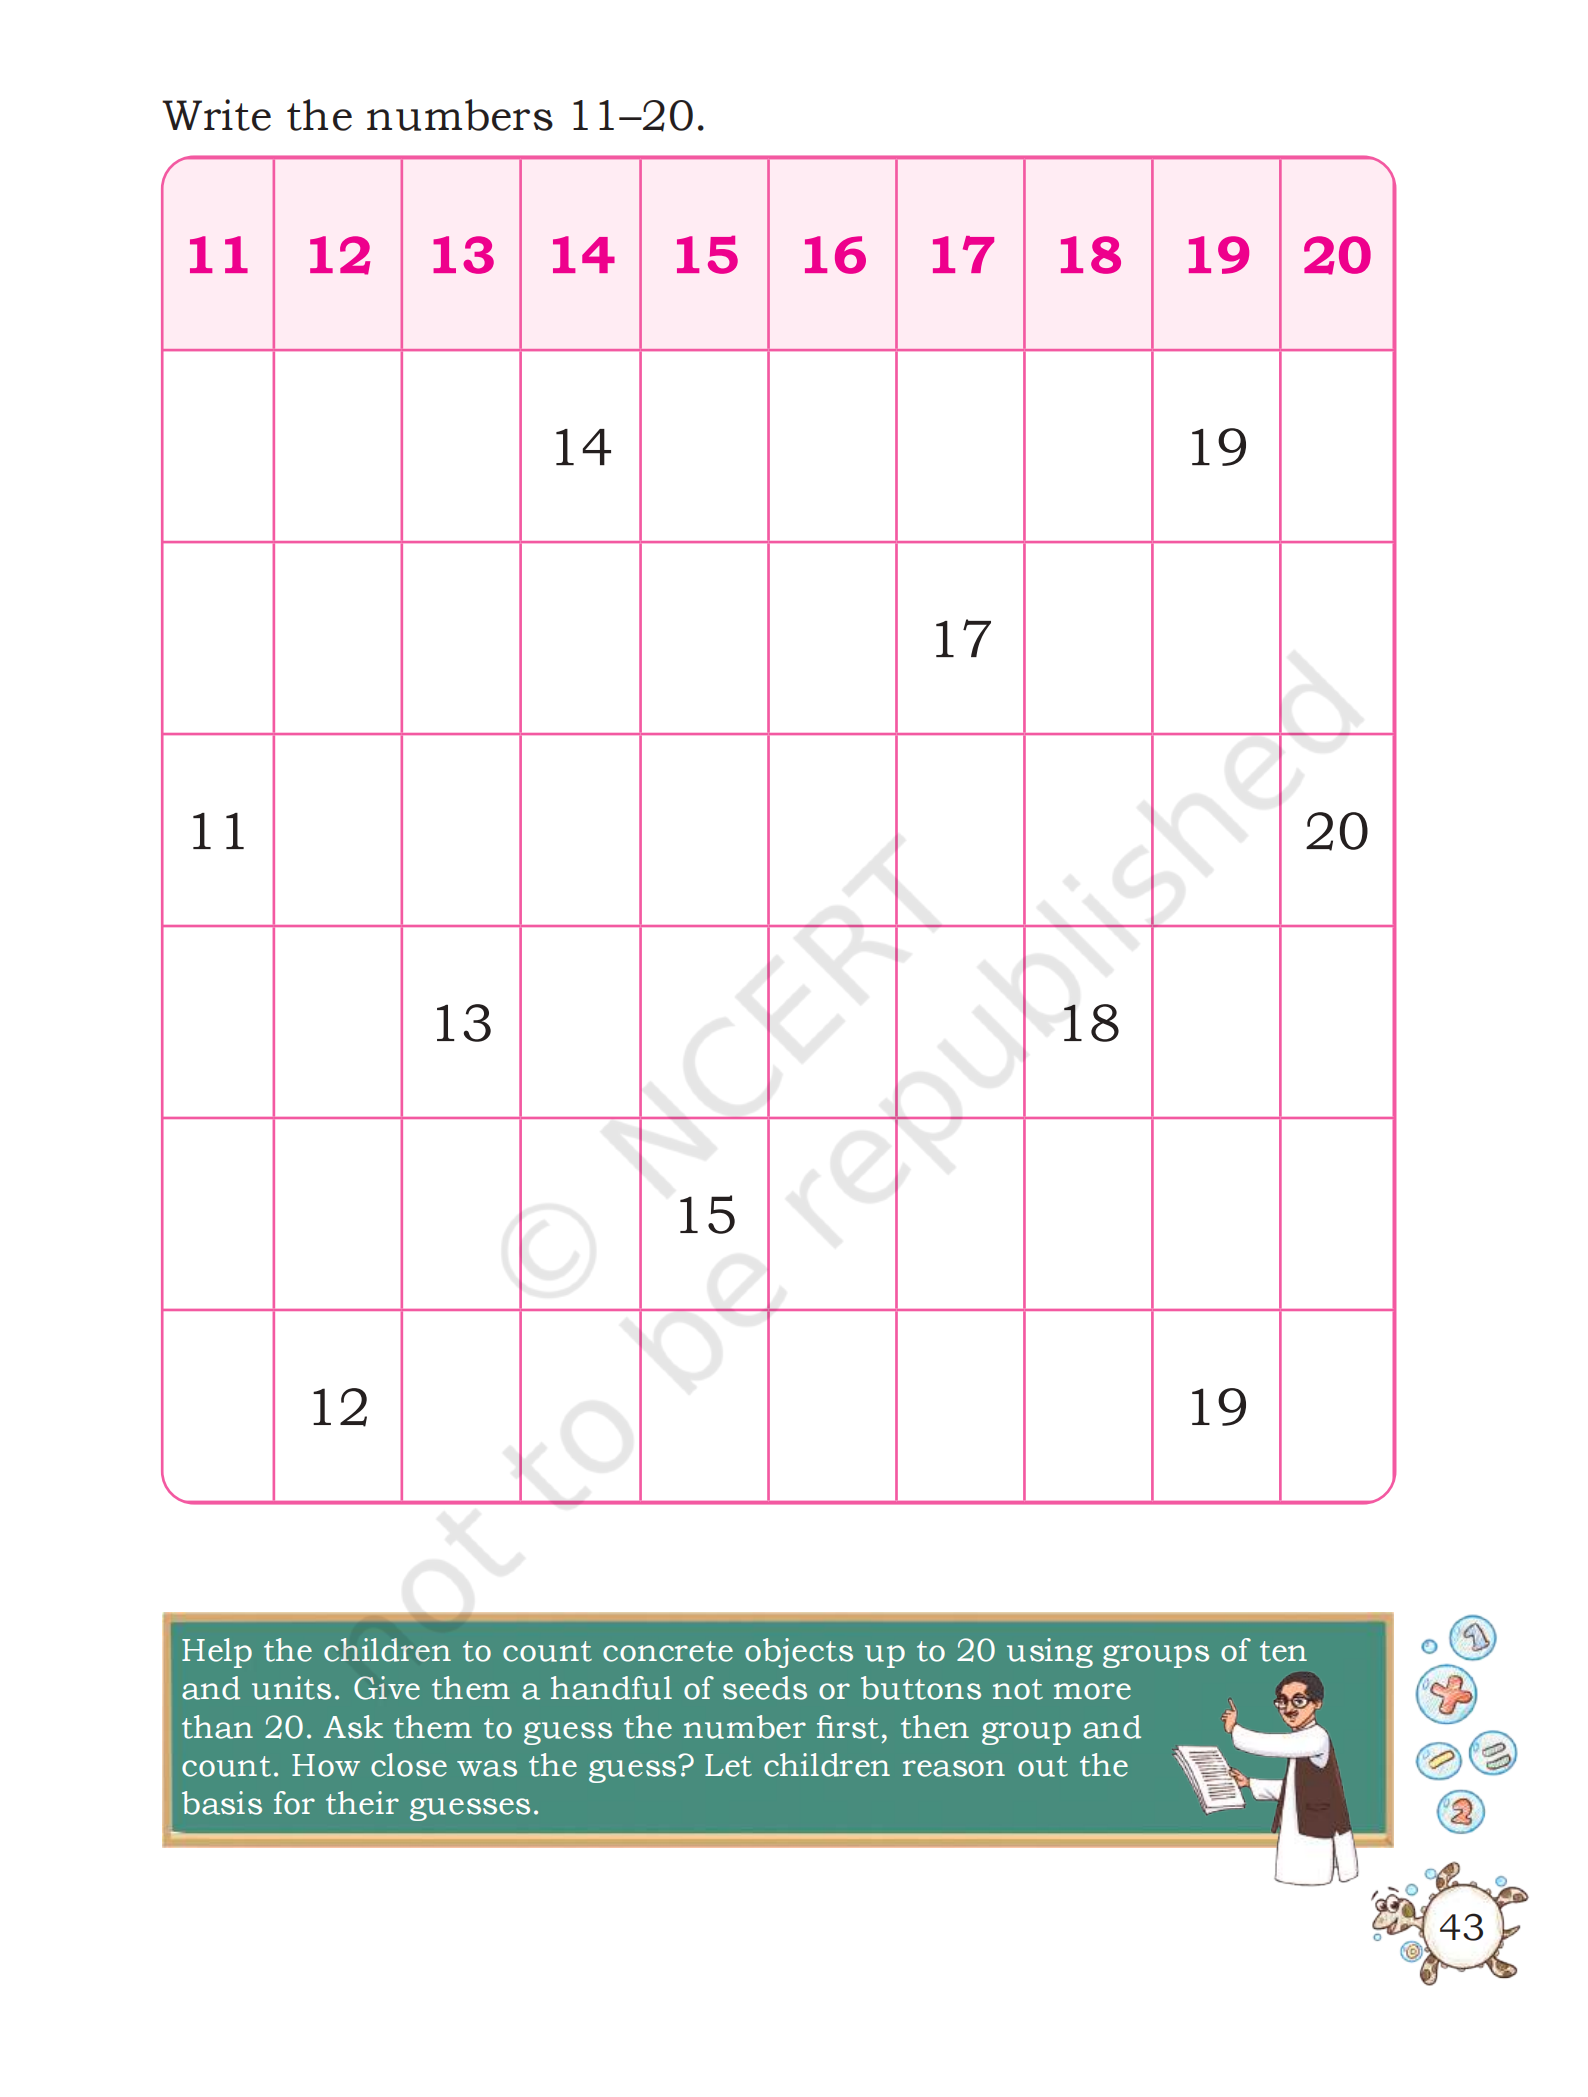 Write the numbers 11–20.
11 12 13 14 15 16 17 18 19 20
14 19
17
11 20
13 18
15
12 19
© NCERT
not to be republished
Help the children to count concrete objects up to 20 using groups of ten
and units. Give them a handful of seeds or buttons not more
than 20. Ask them to guess the number first, then group and
count. How close was the guess? Let children reason out the
basis for their guesses.
1
+
–
=
2
43